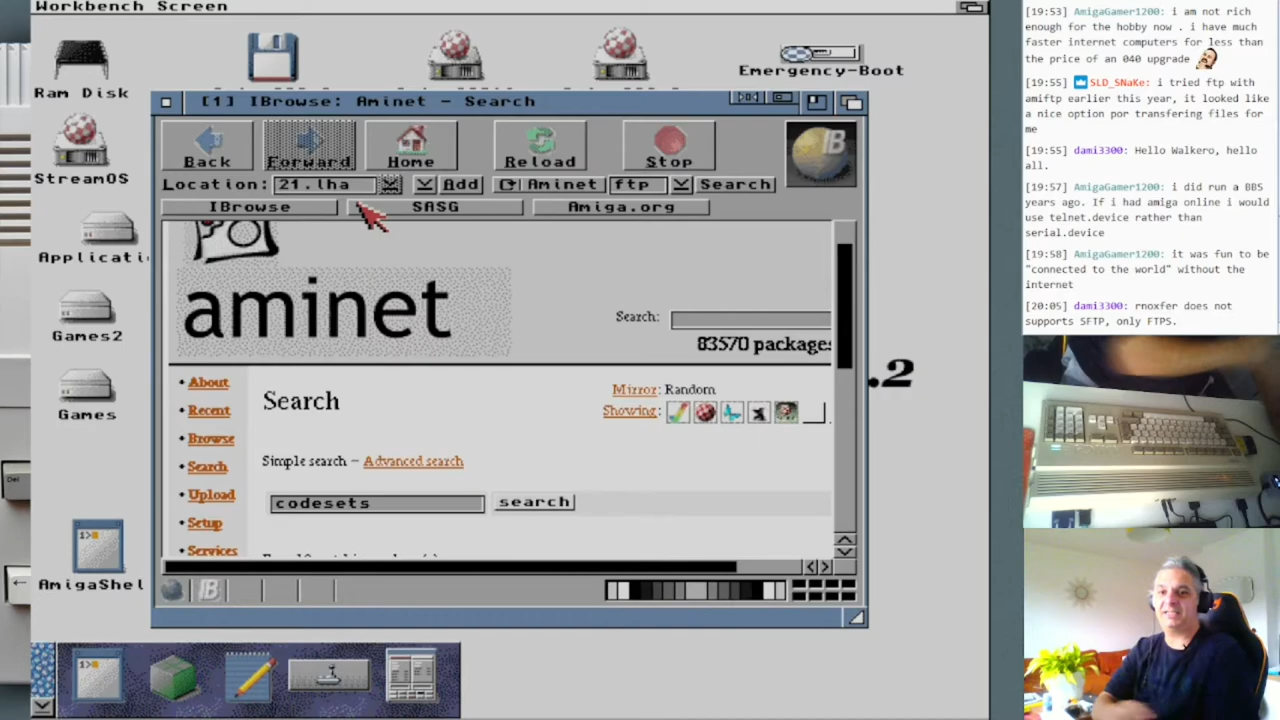 Workbench Screen
Ram Disk
StreamOS
Applicati
Games2
Games
AmigaShel
Emergency-Boot
[1] IBrowse: Aminet - Search
Back
Forward
Home
Reload
Stop
Location: 21.lha
Add
Aminet
ftp
Search
IBrowse
SASG
Amiga.org
aminet
Search:
83570 packages
About
Recent
Browse
Search
Upload
Setup
Services
Search
Mirror: Random
Showing:
Simple search - Advanced search
codesets
search
.2
[19:53] AmigaGamer1200: i am not rich
enough for the hobby now . i have much
faster internet computers for less than
the price of an 040 upgrade
[19:55] SLD_SNaKe: i tried ftp with
amiftp earlier this year, it looked like
a nice option por transfering files for
me
[19:55] dami3300: Hello Walkero, hello
all.
[19:57] AmigaGamer1200: i did run a BBS
years ago. If i had amiga online i would
use telnet.device rather than
serial.device
[19:58] AmigaGamer1200: it was fun to be
"connected to the world" without the
internet
[20:05] dami3300: rnoxfer does not
supports SFTP, only FTPS.
Del